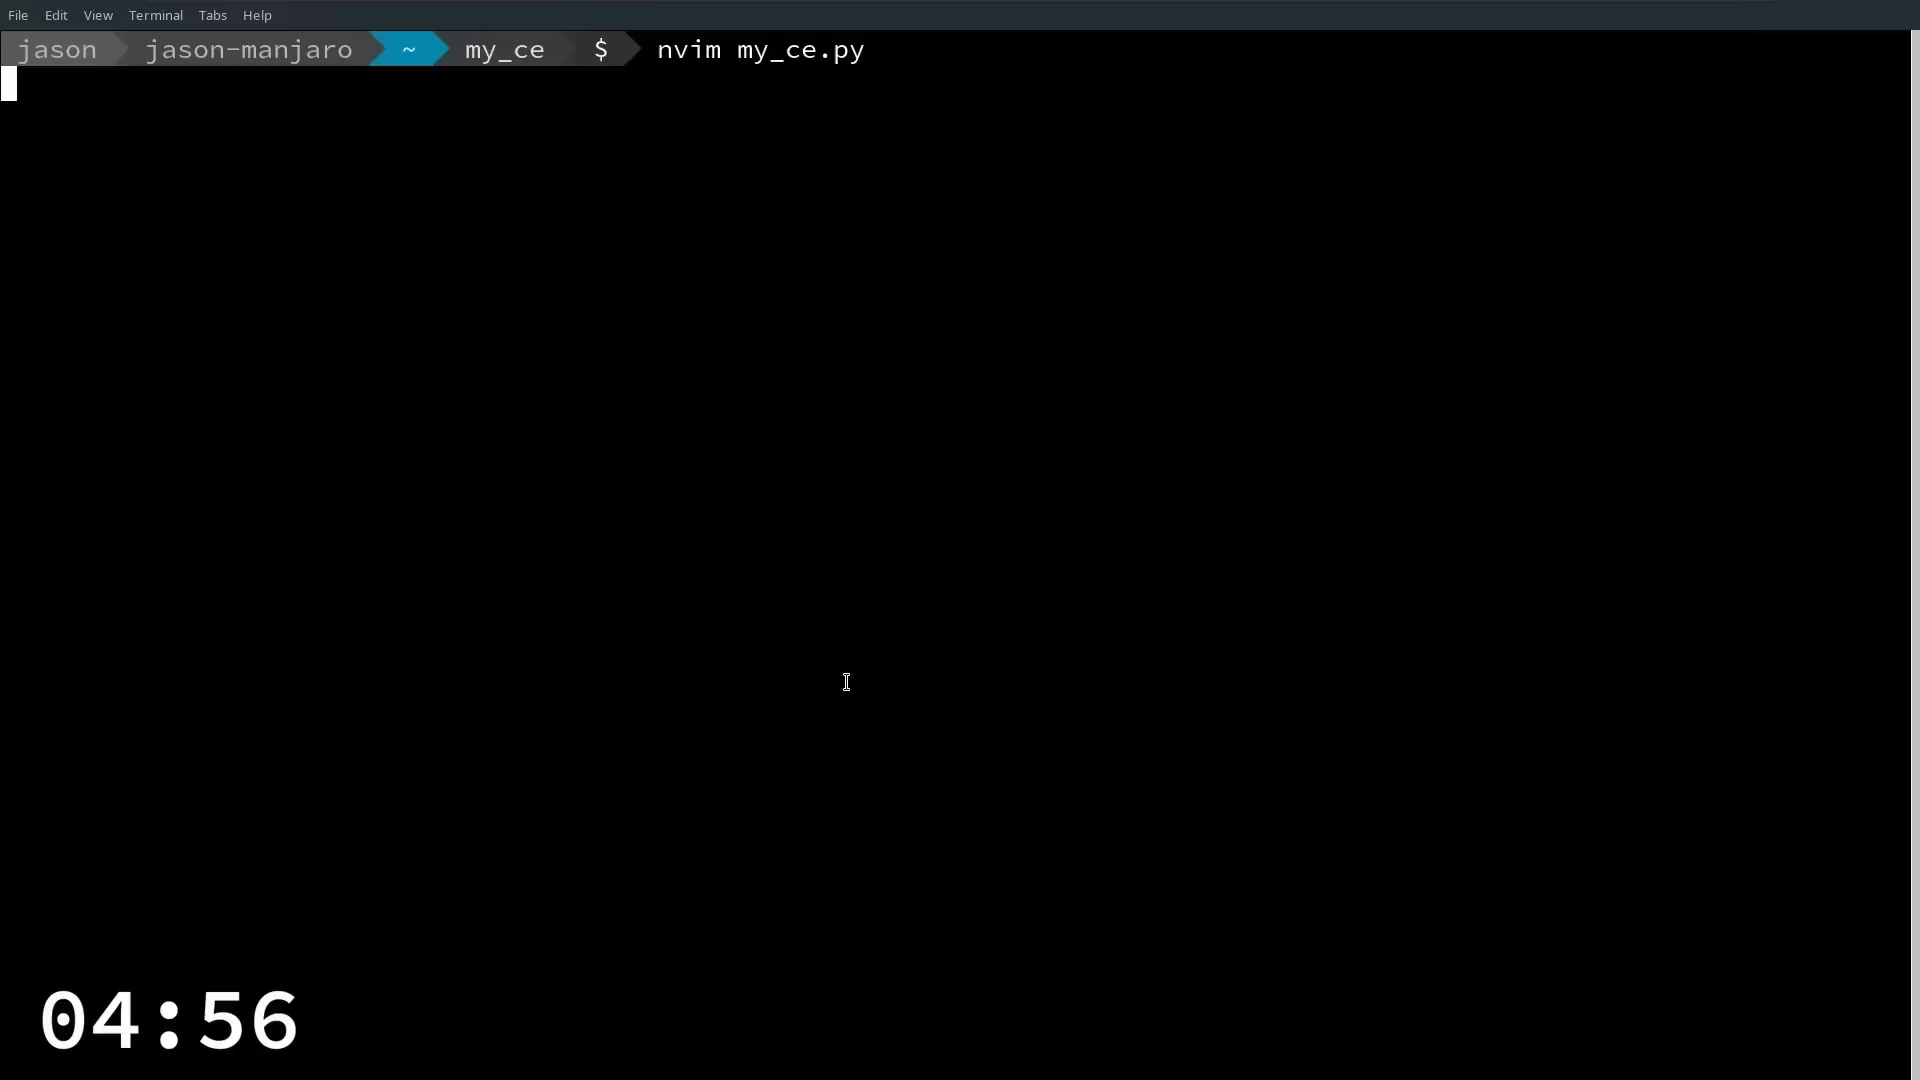 File Edit View Terminal Tabs Help
jason jason-manjaro ~ my_ce $ nvim my_ce.py
04:56